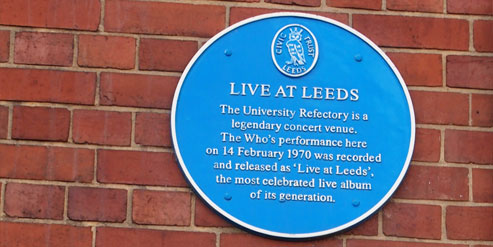 CIVIC TRUST
LEEDS
LIVE AT LEEDS
The University Refectory is a
legendary concert venue.
The Who's performance here
on 14 February 1970 was recorded
and released as 'Live at Leeds',
the most celebrated live album
of its generation.